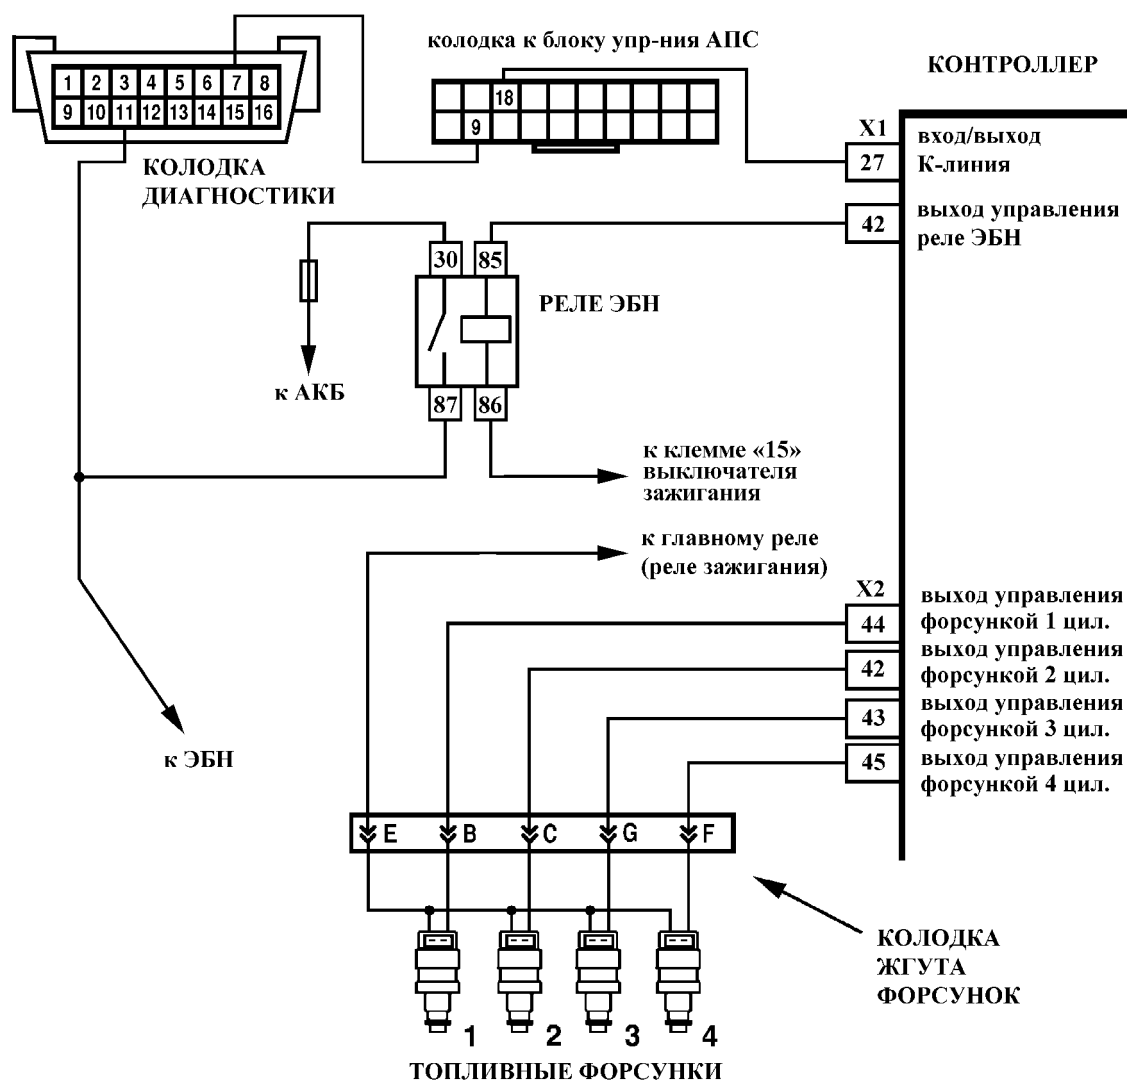 колодка к блоку упр-ния АПС
КОНТРОЛЛЕР
1 2 3 4 5 6 7 8
9 10 11 12 13 14 15 16
КОЛОДКА
ДИАГНОСТИКИ
18
9
X1
27
вход/выход
К-линия
42
выход управления
реле ЭБН
30 85
РЕЛЕ ЭБН
к АКБ
87 86
к клемме «15»
выключателя
зажигания
к главному реле
(реле зажигания)
X2
44
выход управления
форсункой 1 цил.
42
выход управления
форсункой 2 цил.
43
выход управления
форсункой 3 цил.
45
выход управления
форсункой 4 цил.
к ЭБН
E B C G F
КОЛОДКА
ЖГУТА
ФОРСУНОК
1 2 3 4
ТОПЛИВНЫЕ ФОРСУНКИ